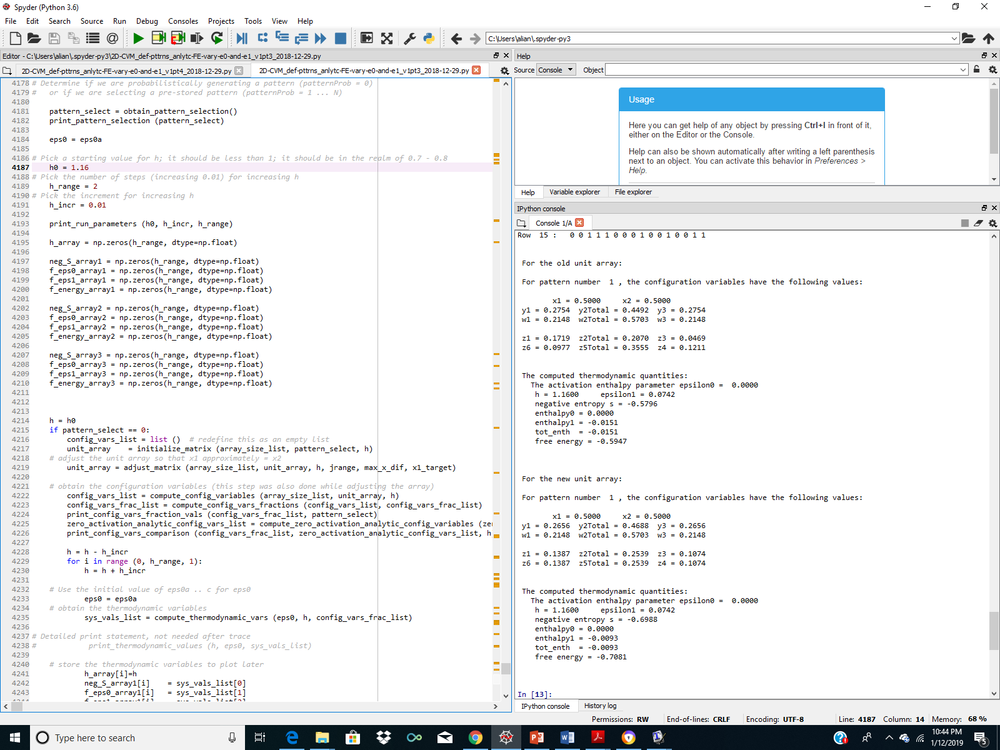 Spyder (Python 3.6)
File Edit Search Source Run Debug Consoles Projects Tools View Help
C:\Users\alian\.spyder-py3
Editor - C:\Users\alian\.spyder-py3\2D-CVM_def-pttrns_anlytc-FE-vary-e0-and-e1_v1pt3_2018-12-29.py
2D-CVM_def-pttrns_anlytc-FE-vary-e0-and-e1_v1pt4_2018-12-29.py
2D-CVM_def-pttrns_anlytc-FE-vary-e0-and-e1_v1pt3_2018-12-29.py
4178 # Determine if we are probabilistically generating a pattern (patternProb = 0)
4179 #   or if we are selecting a pre-stored pattern (patternProb = 1 ... N)
4180
4181     pattern_select = obtain_pattern_selection()
4182     print_pattern_selection (pattern_select)
4183
4184     eps0 = eps0a
4185
4186 # Pick a starting value for h; it should be less than 1; it should be in the realm of 0.7 - 0.8
4187     h0 = 1.16
4188 # Pick the number of steps (increasing 0.01) for increasing h
4189     h_range = 2
4190 # Pick the increment for increasing h
4191     h_incr = 0.01
4192
4193     print_run_parameters (h0, h_incr, h_range)
4194
4195     h_array = np.zeros(h_range, dtype=np.float)
4196
4197     neg_S_array1 = np.zeros(h_range, dtype=np.float)
4198     f_eps0_array1 = np.zeros(h_range, dtype=np.float)
4199     f_eps1_array1 = np.zeros(h_range, dtype=np.float)
4200     f_energy_array1 = np.zeros(h_range, dtype=np.float)
4201
4202     neg_S_array2 = np.zeros(h_range, dtype=np.float)
4203     f_eps0_array2 = np.zeros(h_range, dtype=np.float)
4204     f_eps1_array2 = np.zeros(h_range, dtype=np.float)
4205     f_energy_array2 = np.zeros(h_range, dtype=np.float)
4206
4207     neg_S_array3 = np.zeros(h_range, dtype=np.float)
4208     f_eps0_array3 = np.zeros(h_range, dtype=np.float)
4209     f_eps1_array3 = np.zeros(h_range, dtype=np.float)
4210     f_energy_array3 = np.zeros(h_range, dtype=np.float)
4211
4212
4213
4214     h = h0
4215     if pattern_select == 0:
4216         config_vars_list = list ()  # redefine this as an empty list
4217         unit_array    = initialize_matrix (array_size_list, pattern_select, h)
4218     # adjust the unit array so that x1 approximately = x2
4219         unit_array = adjust_matrix (array_size_list, unit_array, h, jrange, max_x_dif, x1_target)
4220
4221     # obtain the configuration variables (this step was also done while adjusting the array)
4222         config_vars_list = compute_config_variables (array_size_list, unit_array, h)
4223         config_vars_frac_list = compute_config_vars_fractions (config_vars_list, config_vars_frac_list)
4224         print_config_vars_fraction_vals (config_vars_frac_list, pattern_select)
4225         zero_activation_analytic_config_vars_list = compute_zero_activation_analytic_config_variables (ze
4226         print_config_vars_comparison (config_vars_frac_list, zero_activation_analytic_config_vars_list, h
4227
4228         h = h - h_incr
4229         for i in range (0, h_range, 1):
4230             h = h + h_incr
4231
4232     # Use the initial value of eps0a .. c for eps0
4233             eps0 = eps0a
4234     # obtain the thermodynamic variables
4235             sys_vals_list = compute_thermodynamic_vars (eps0, h, config_vars_frac_list)
4236
4237 # Detailed print statement, not needed after trace
4238 #            print_thermodynamic_values (h, eps0, sys_vals_list)
4239
4240     # store the thermodynamic variables to plot later
4241             h_array[i]=h
4242             neg_S_array1[i]    = sys_vals_list[0]
4243             f_eps0_array1[i]   = sys_vals_list[1]
Help
Source Console Object
Usage
Here you can get help of any object by pressing Ctrl+I in front of it,
either on the Editor or the Console.
Help can also be shown automatically after writing a left parenthesis
next to an object. You can activate this behavior in Preferences >
Help.
Help Variable explorer File explorer
IPython console
Console 1/A
Row  15 :   0 0 1 1 1 0 0 0 1 0 0 1 0 0 1 1
For the old unit array:
For pattern number  1 , the configuration variables have the following values:
x1 = 0.5000     x2 = 0.5000
y1 = 0.2754  y2Total = 0.4492  y3 = 0.2754
w1 = 0.2148  w2Total = 0.5703  w3 = 0.2148
z1 = 0.1719  z2Total = 0.2070  z3 = 0.0469
z6 = 0.0977  z5Total = 0.3555  z4 = 0.1211
The computed thermodynamic quantities:
The activation enthalpy parameter epsilon0 =  0.0000
h = 1.1600     epsilon1 = 0.0742
negative entropy s = -0.5796
enthalpy0 = 0.0000
enthalpy1 = -0.0151
tot_enth  = -0.0151
free energy = -0.5947
For the new unit array:
For pattern number  1 , the configuration variables have the following values:
x1 = 0.5000     x2 = 0.5000
y1 = 0.2656  y2Total = 0.4688  y3 = 0.2656
w1 = 0.2148  w2Total = 0.5703  w3 = 0.2148
z1 = 0.1387  z2Total = 0.2539  z3 = 0.1074
z6 = 0.1387  z5Total = 0.2539  z4 = 0.1074
The computed thermodynamic quantities:
The activation enthalpy parameter epsilon0 =  0.0000
h = 1.1600     epsilon1 = 0.0742
negative entropy s = -0.6988
enthalpy0 = 0.0000
enthalpy1 = -0.0093
tot_enth  = -0.0093
free energy = -0.7081
In [13]:
IPython console History log
Permissions: RW End-of-lines: CRLF Encoding: UTF-8 Line: 4187 Column: 14 Memory: 68 %
Type here to search
10:44 PM
1/12/2019
5